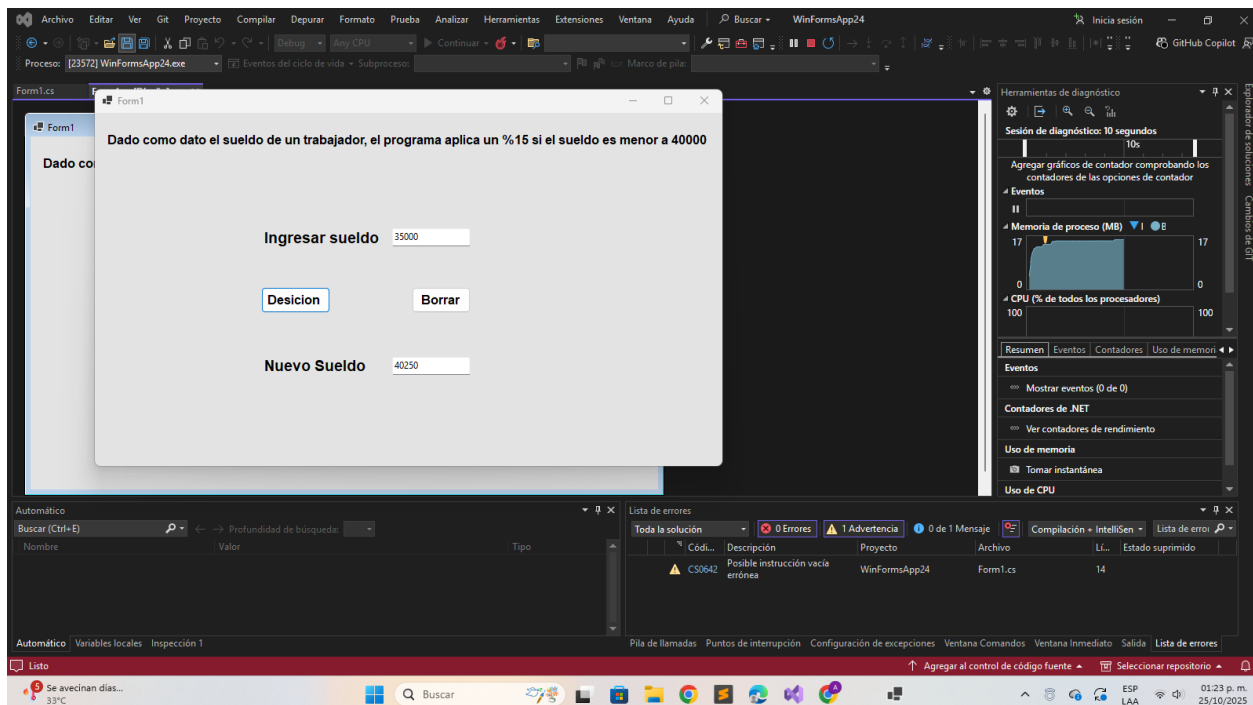 Archivo Editar Ver Git Proyecto Compilar Depurar Formato Prueba Analizar Herramientas Extensiones Ventana Ayuda Buscar WinFormsApp24 Inicia sesión
Debug Any CPU Continuar GitHub Copilot
Proceso: [23572] WinFormsApp24.exe Eventos del ciclo de vida Subproceso: Marco de pila:
Form1.cs
Form1
Form1
Dado como dato el sueldo de un trabajador, el programa aplica un %15 si el sueldo es menor a 40000
Dado co
Ingresar sueldo 35000
Desicion Borrar
Nuevo Sueldo 40250
Herramientas de diagnóstico
Sesión de diagnóstico: 10 segundos
10s
Agregar gráficos de contador comprobando los
contadores de las opciones de contador
Eventos
Memoria de proceso (MB) I B
17 17
0 0
CPU (% de todos los procesadores)
100 100
Resumen Eventos Contadores Uso de memori
Eventos
Mostrar eventos (0 de 0)
Contadores de .NET
Ver contadores de rendimiento
Uso de memoria
Tomar instantánea
Uso de CPU
Explorador de soluciones
Cambios de GIT
Automático
Buscar (Ctrl+E) Profundidad de búsqueda:
Nombre Valor Tipo
Automático Variables locales Inspección 1
Lista de errores
Toda la solución 0 Errores 1 Advertencia 0 de 1 Mensaje Compilación + IntelliSen Lista de error
Códi... Descripción Proyecto Archivo Lí... Estado suprimido
CS0642 Posible instrucción vacía errónea WinFormsApp24 Form1.cs 14
Pila de llamadas Puntos de interrupción Configuración de excepciones Ventana Comandos Ventana Inmediato Salida Lista de errores
Listo Agregar al control de código fuente Seleccionar repositorio
5 Se avecinan días...
33°C
Buscar
ESP
LAA
01:23 p. m.
25/10/2025